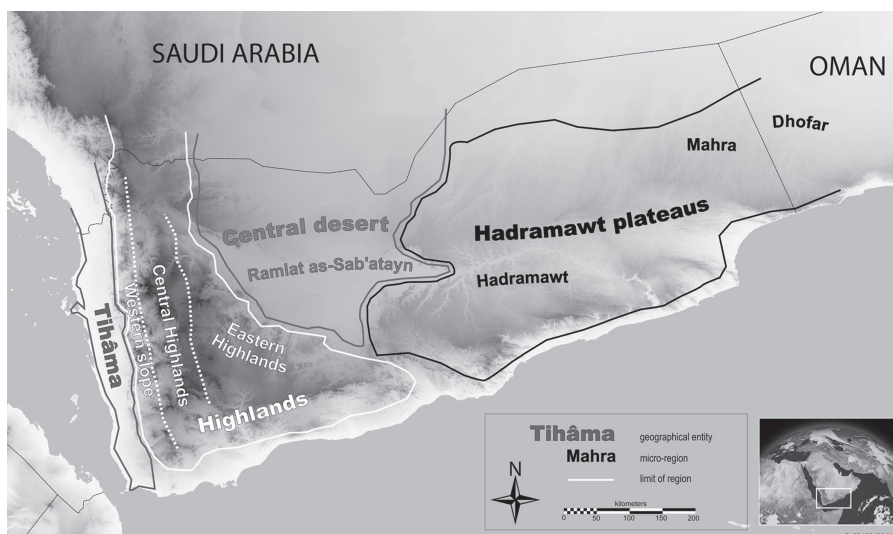 SAUDI ARABIA
OMAN
Dhofar
Mahra
Hadramawt plateaus
Central desert
Ramlat as-Sab'atayn
Hadramawt
Tihâma
Western slope
Central Highlands
Eastern
Highlands
Highlands
Tihâma geographical entity
Mahra micro-region
limit of region
N
kilometers
0 50 100 150 200